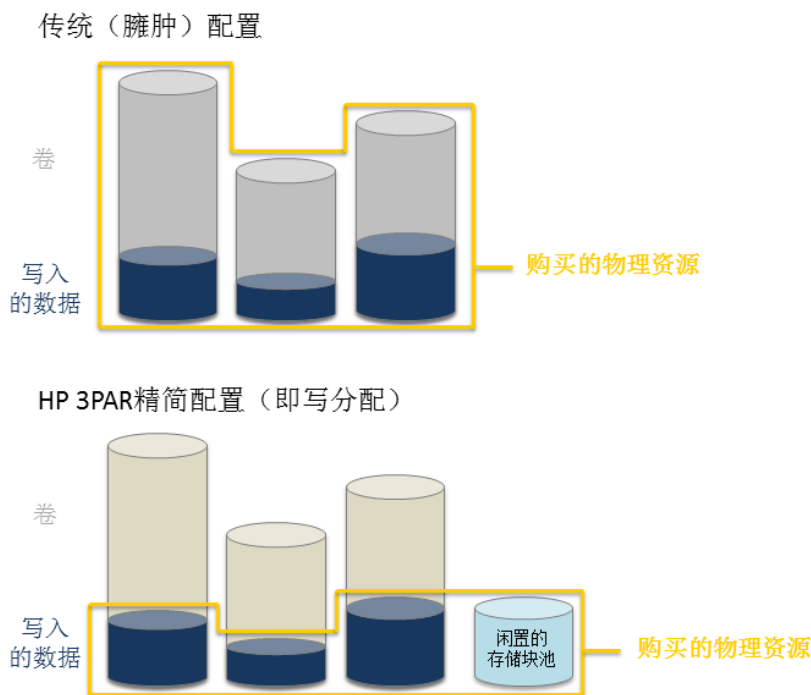 传统（臃肿）配置
卷
写入
的数据
购买的物理资源
HP 3PAR精简配置（即写分配）
卷
写入
的数据
闲置的
存储块池
购买的物理资源